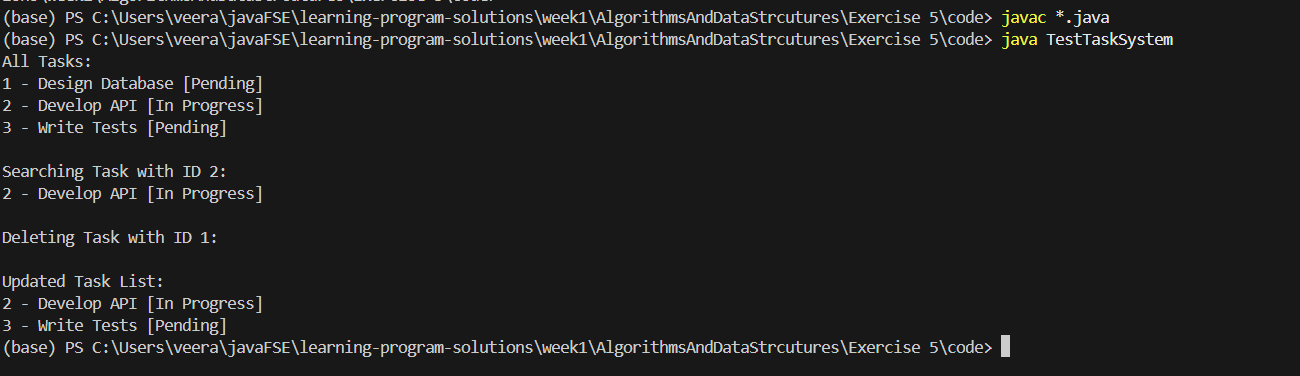 (base) PS C:\Users\veera\javaFSE\learning-program-solutions\week1\AlgorithmsAndDataStrcutures\Exercise 5\code> javac *.java
(base) PS C:\Users\veera\javaFSE\learning-program-solutions\week1\AlgorithmsAndDataStrcutures\Exercise 5\code> java TestTaskSystem
All Tasks:
1 - Design Database [Pending]
2 - Develop API [In Progress]
3 - Write Tests [Pending]
Searching Task with ID 2:
2 - Develop API [In Progress]
Deleting Task with ID 1:
Updated Task List:
2 - Develop API [In Progress]
3 - Write Tests [Pending]
(base) PS C:\Users\veera\javaFSE\learning-program-solutions\week1\AlgorithmsAndDataStrcutures\Exercise 5\code>